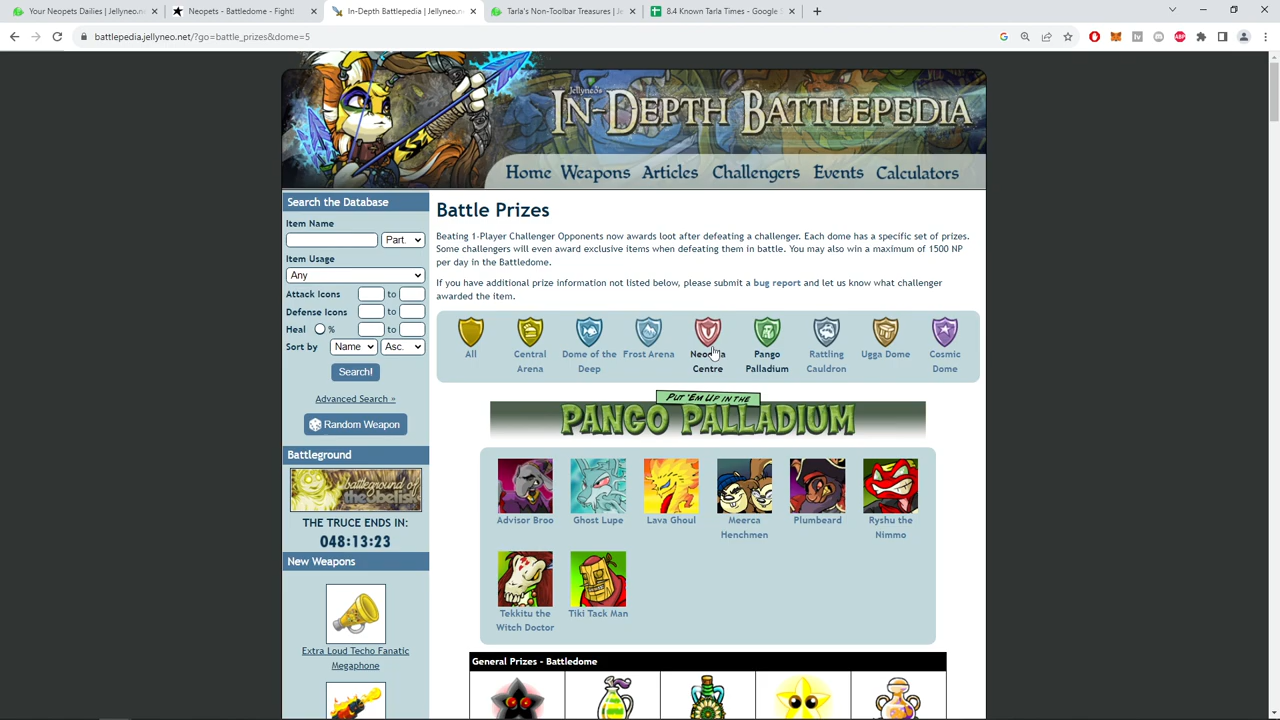 Your Neopets Dailies | Jellyneo.n
Neopets - Battledome - Fight!
In-Depth Battlepedia | Jellyneo.n
Tarla's Non-Toolbar Treasures | Je
8.4 Known Tarla Times - Google S
battlepedia.jellyneo.net/?go=battle_prizes&dome=5
Jellyneo's
IN-DEPTH BATTLEPEDIA
Home Weapons Articles Challengers Events Calculators
Search the Database
Item Name
Part.
Item Usage
Any
Attack Icons to
Defense Icons to
Heal % to
Sort by Name Asc.
Search!
Advanced Search »
Random Weapon
Battleground
battleground of
the obelisk
THE TRUCE ENDS IN:
048:13:23
New Weapons
Extra Loud Techo Fanatic
Megaphone
Battle Prizes
Beating 1-Player Challenger Opponents now awards loot after defeating a challenger. Each dome has a specific set of prizes.
Some challengers will even award exclusive items when defeating them in battle. You may also win a maximum of 1500 NP
per day in the Battledome.
If you have additional prize information not listed below, please submit a bug report and let us know what challenger
awarded the item.
All
Central
Arena
Dome of the
Deep
Frost Arena
Centre
Pango
Palladium
Rattling
Cauldron
Ugga Dome
Cosmic
Dome
PUT 'EM UP IN THE
PANGO PALLADIUM
Advisor Broo
Ghost Lupe
Lava Ghoul
Meerca
Henchmen
Plumbeard
Ryshu the
Nimmo
Tekkitu the
Witch Doctor
Tiki Tack Man
General Prizes - Battledome